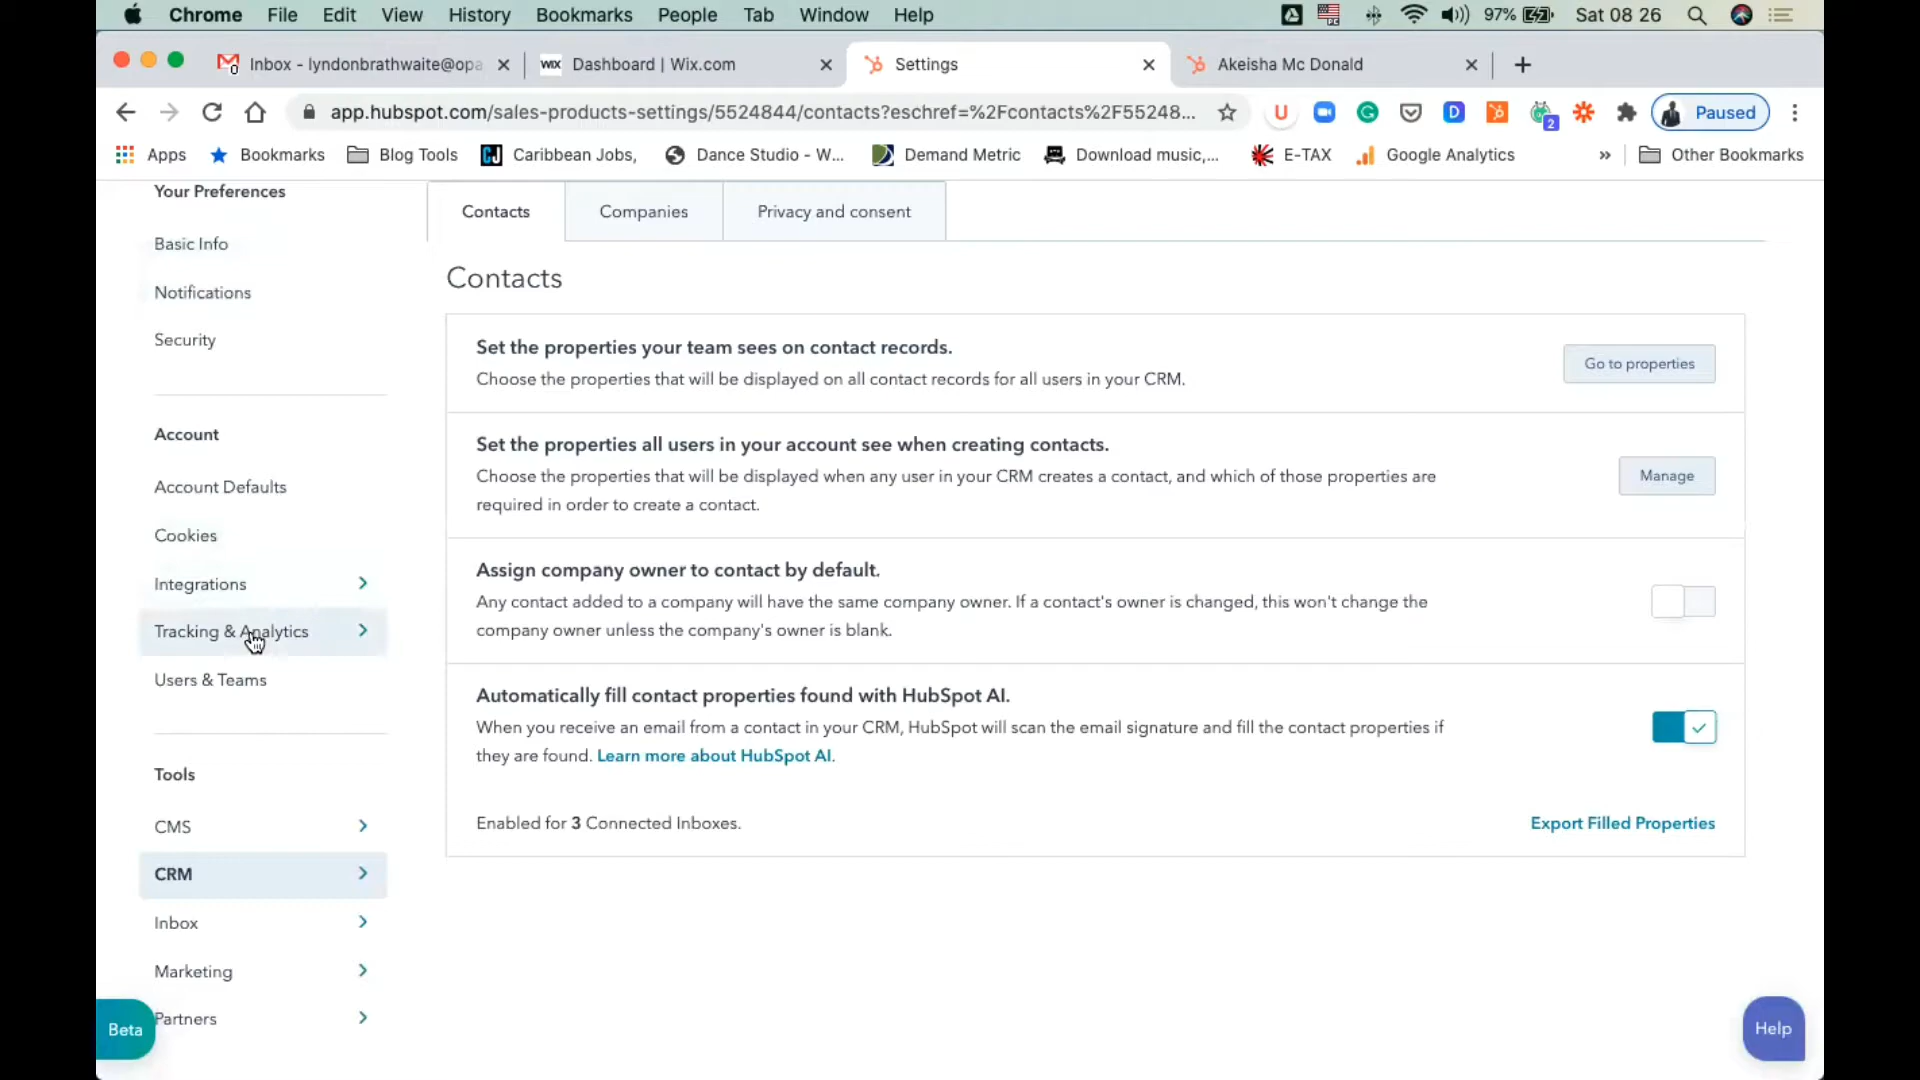 Chrome File Edit View History Bookmarks People Tab Window Help 97% Sat 08 26
Inbox - lyndonbrathwaite@opa WIX Dashboard | Wix.com Settings Akeisha Mc Donald
app.hubspot.com/sales-products-settings/5524844/contacts?eschref=%2Fcontacts%2F55248... U D 2 Paused
Apps Bookmarks Blog Tools CJ Caribbean Jobs, Dance Studio - W... Demand Metric Download music,... E-TAX Google Analytics » Other Bookmarks
Your Preferences
Basic Info
Notifications
Security
Account
Account Defaults
Cookies
Integrations
Tracking & Analytics
Users & Teams
Tools
CMS
CRM
Inbox
Marketing
Partners
Beta
Contacts Companies Privacy and consent
Contacts
Set the properties your team sees on contact records.
Choose the properties that will be displayed on all contact records for all users in your CRM.
Go to properties
Set the properties all users in your account see when creating contacts.
Choose the properties that will be displayed when any user in your CRM creates a contact, and which of those properties are
required in order to create a contact.
Manage
Assign company owner to contact by default.
Any contact added to a company will have the same company owner. If a contact's owner is changed, this won't change the
company owner unless the company's owner is blank.
Automatically fill contact properties found with HubSpot AI.
When you receive an email from a contact in your CRM, HubSpot will scan the email signature and fill the contact properties if
they are found. Learn more about HubSpot AI.
Enabled for 3 Connected Inboxes.
Export Filled Properties
Help